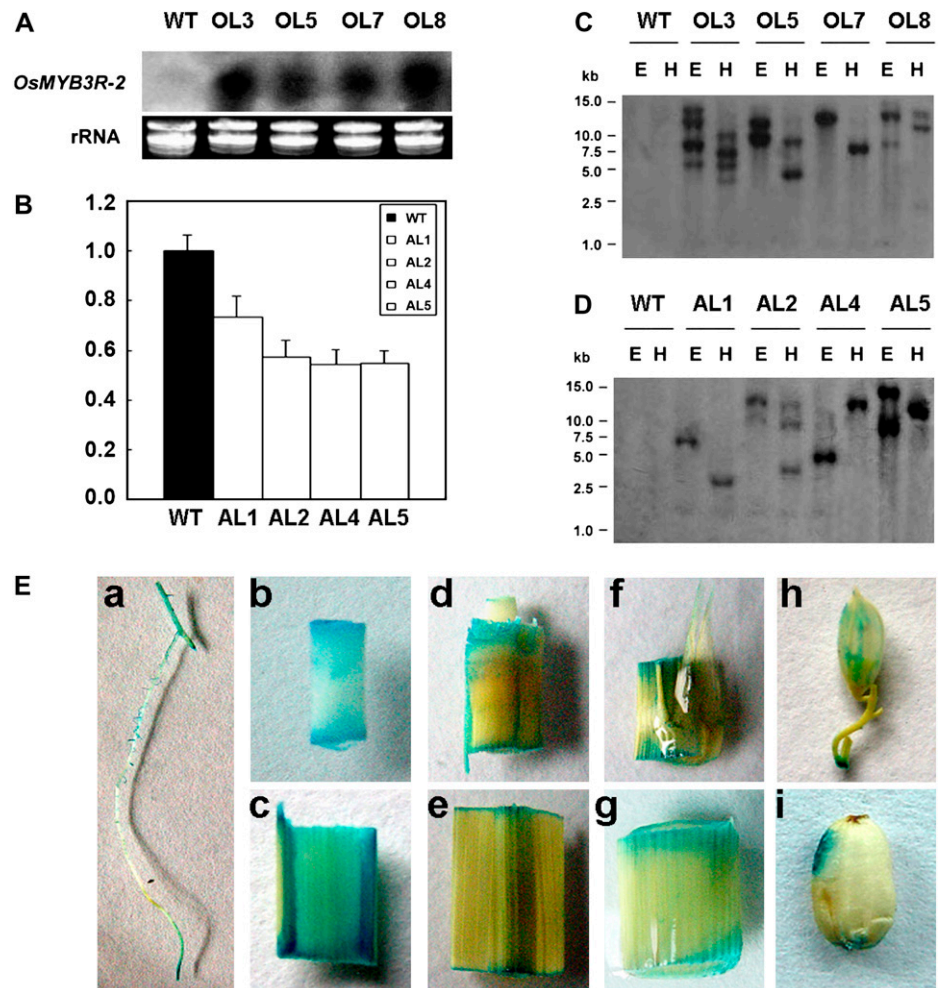 A
WT OL3 OL5 OL7 OL8
OsMYB3R-2
rRNA
B
1.2
1.0
0.8
0.6
0.4
0.2
0.0
WT
AL1
AL2
AL4
AL5
WT AL1 AL2 AL4 AL5
C
WT OL3 OL5 OL7 OL8
E H E H E H E H E H
kb
15.0
10.0
7.5
5.0
2.5
1.0
D
WT AL1 AL2 AL4 AL5
E H E H E H E H E H
kb
15.0
10.0
7.5
5.0
2.5
1.0
E
a b d f h
c e g i